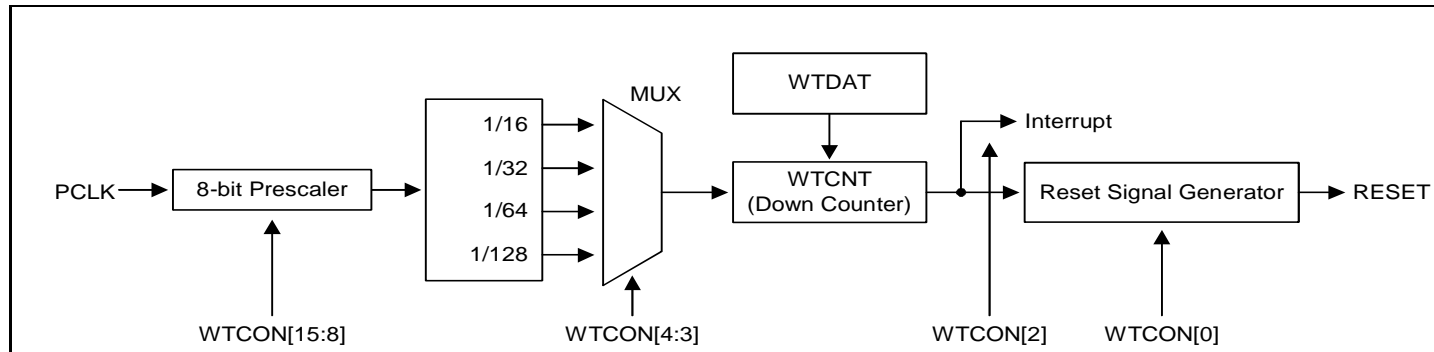 WTDAT
MUX
Interrupt
1/16
1/32
1/64
1/128
PCLK
8-bit Prescaler
WTCNT
(Down Counter)
Reset Signal Generator
RESET
WTCON[15:8]
WTCON[4:3]
WTCON[2]
WTCON[0]